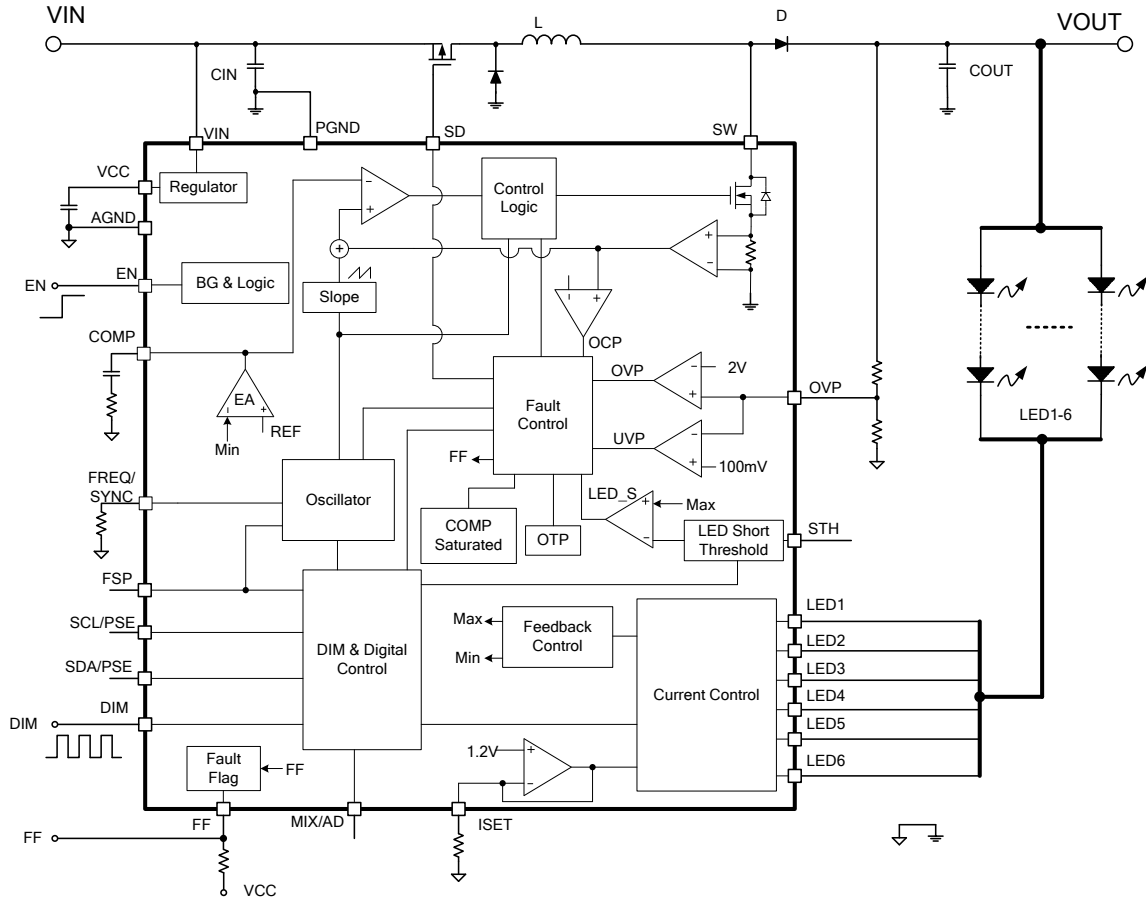 VIN
L
D
VOUT
CIN
COUT
VIN
PGND
SD
SW
VCC
Regulator
Control
Logic
−
+
AGND
+
+
−
EN
EN
BG & Logic
Slope
−
+
COMP
OCP
OVP
−
2V
+
OVP
EA
−
+
REF
Min
Fault
Control
UVP
−
+
100mV
FF
LED1-6
FREQ/
SYNC
Oscillator
LED_S
+
−
Max
COMP
Saturated
OTP
LED Short
Threshold
STH
FSP
SCL/PSE
SDA/PSE
DIM
DIM
DIM & Digital
Control
Max
Min
Feedback
Control
Current Control
LED1
LED2
LED3
LED4
LED5
LED6
1.2V
+
−
Fault
Flag
FF
FF
MIX/AD
ISET
FF
VCC